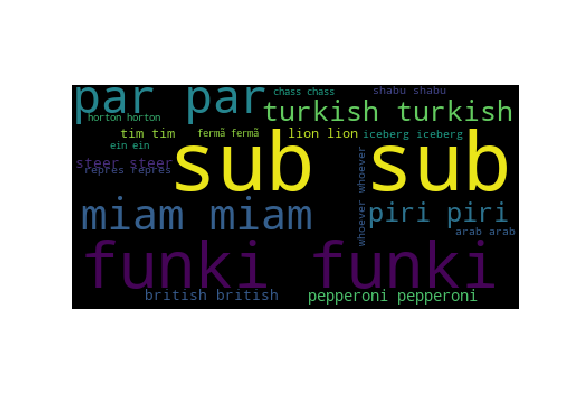 par par
chass chass
shabu shabu
horton horton
turkish turkish
tim tim
fermã fermã
lion lion
iceberg iceberg
ein ein
sub sub
steer steer
repres repres
whoever whoever
miam miam
piri piri
arab arab
funki funki
british british
pepperoni pepperoni